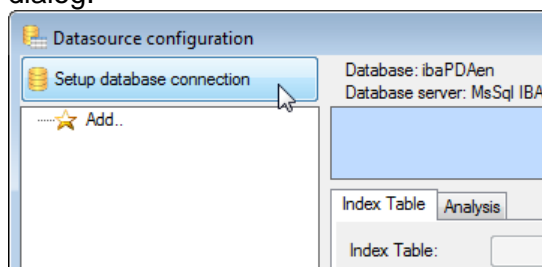 dialog.
Datasource configuration
Setup database connection
Database: ibaPDAen
Database server: MsSql IBA
Add..
Index Table Analysis
Index Table: